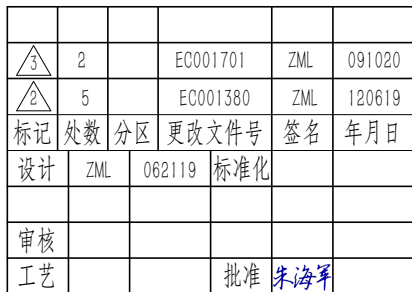 3 2 EC001701 ZML 091020
2 5 EC001380 ZML 120619
标记 处数 分区 更改文件号 签名 年月日
设计 ZML 062119 标准化
审核
工艺 批准 朱海军